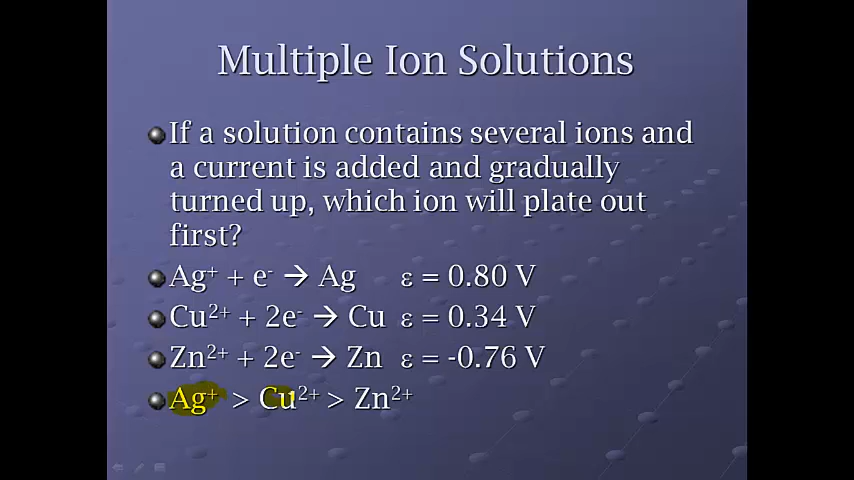 Multiple Ion Solutions
If a solution contains several ions and
a current is added and gradually
turned up, which ion will plate out
first?
Ag⁺ + e⁻ → Ag ε = 0.80 V
Cu²⁺ + 2e⁻ → Cu ε = 0.34 V
Zn²⁺ + 2e⁻ → Zn ε = -0.76 V
Ag⁺ > Cu²⁺ > Zn²⁺